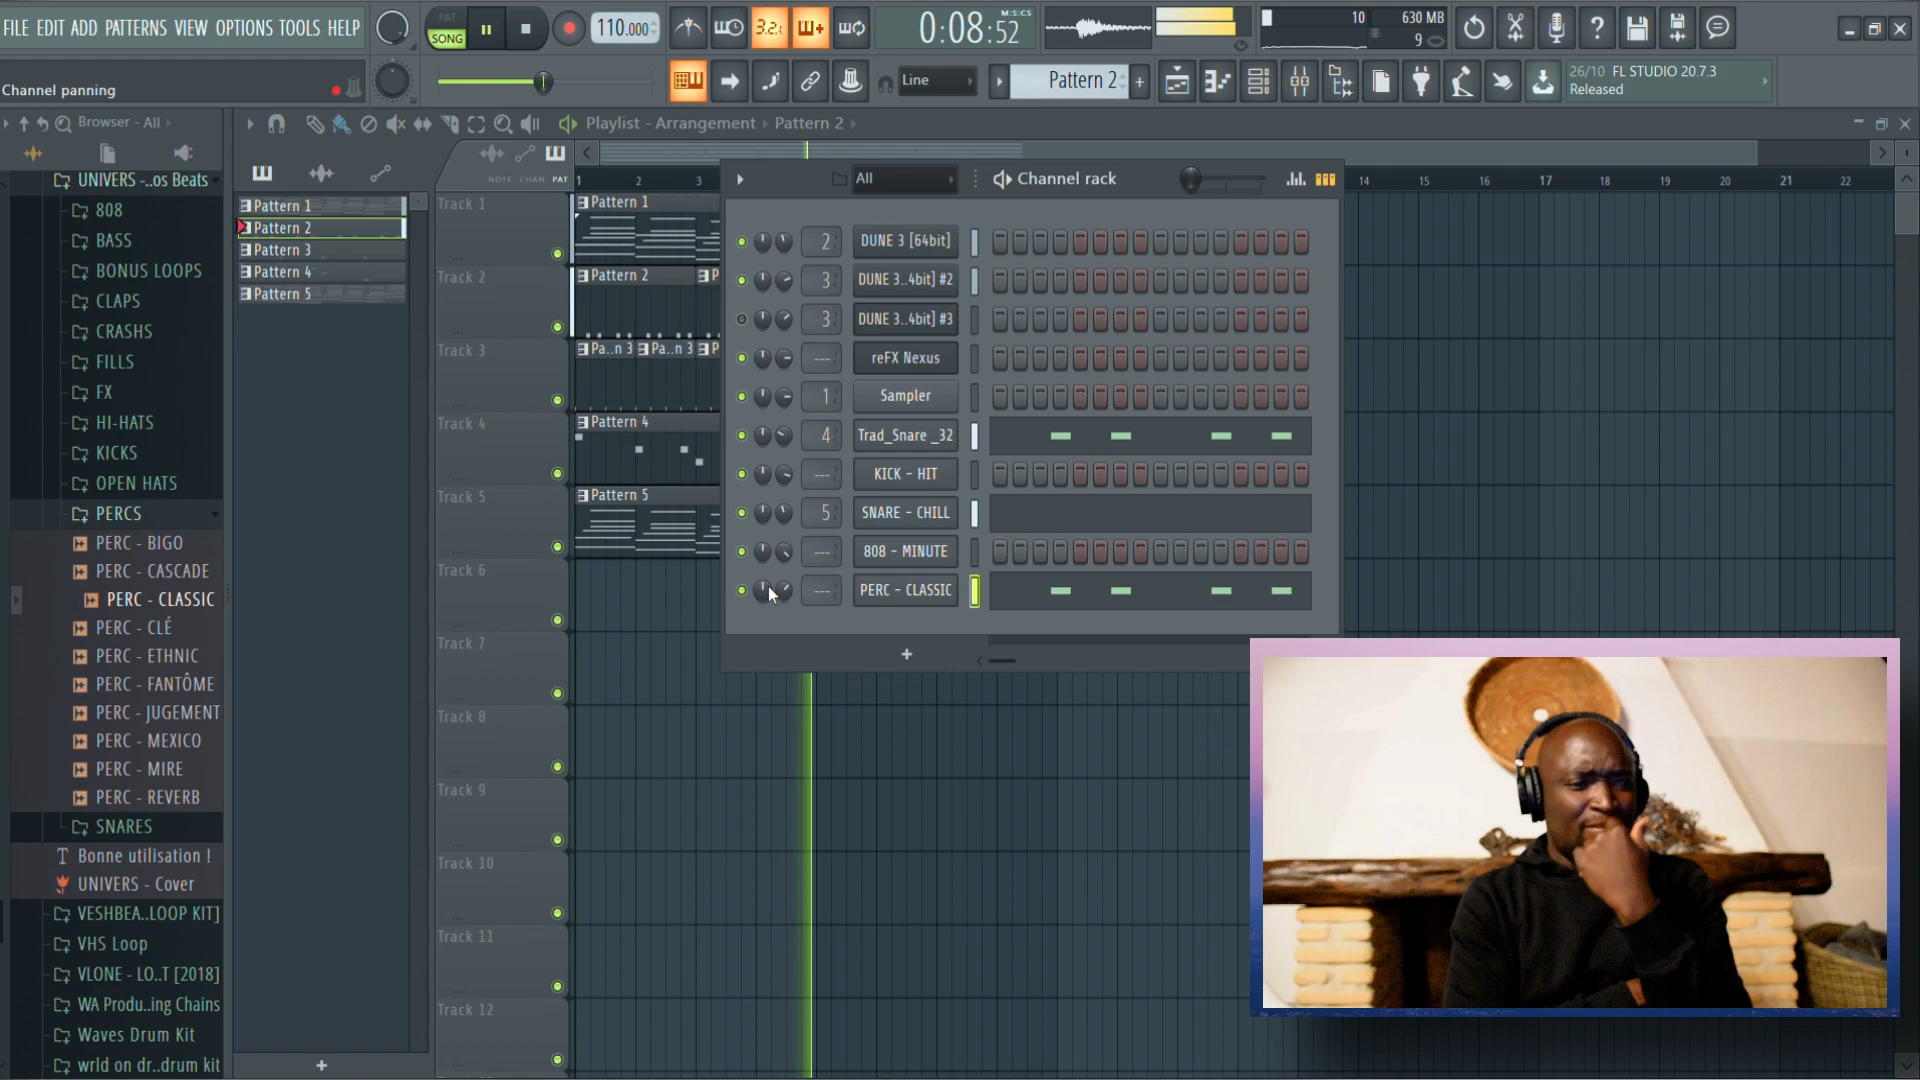 FILE EDIT ADD PATTERNS VIEW OPTIONS TOOLS HELP
PAT
SONG
110.000
3.2.1
0:08:52
M:S:CS
10
630 MB
9
Channel panning
Line
Pattern 2
26/10 FL STUDIO 20.7.3
Released
Browser - All
Playlist - Arrangement
Pattern 2
NOTE CHAN PAT
UNIVERS -..os Beats
808
BASS
BONUS LOOPS
CLAPS
CRASHS
FILLS
FX
HI-HATS
KICKS
OPEN HATS
PERCS
PERC - BIGO
PERC - CASCADE
PERC - CLASSIC
PERC - CLÉ
PERC - ETHNIC
PERC - FANTÔME
PERC - JUGEMENT
PERC - MEXICO
PERC - MIRE
PERC - REVERB
SNARES
Bonne utilisation !
UNIVERS - Cover
VESHBEA..LOOP KIT]
VHS Loop
VLONE - LO..T [2018]
WA Produ..ing Chains
Waves Drum Kit
wrld on dr..drum kit
Pattern 1
Pattern 2
Pattern 3
Pattern 4
Pattern 5
1 2 3
14 15 16 17 18 19 20 21 22
Track 1
Pattern 1
Track 2
Pattern 2
P
Track 3
Pa..n 3
Pa..n 3
P
Track 4
Pattern 4
Track 5
Pattern 5
Track 6
Track 7
Track 8
Track 9
Track 10
Track 11
Track 12
All
Channel rack
2 DUNE 3 [64bit]
3 DUNE 3..4bit] #2
3 DUNE 3..4bit] #3
--- reFX Nexus
1 Sampler
4 Trad_Snare _32
--- KICK - HIT
5 SNARE - CHILL
--- 808 - MINUTE
--- PERC - CLASSIC